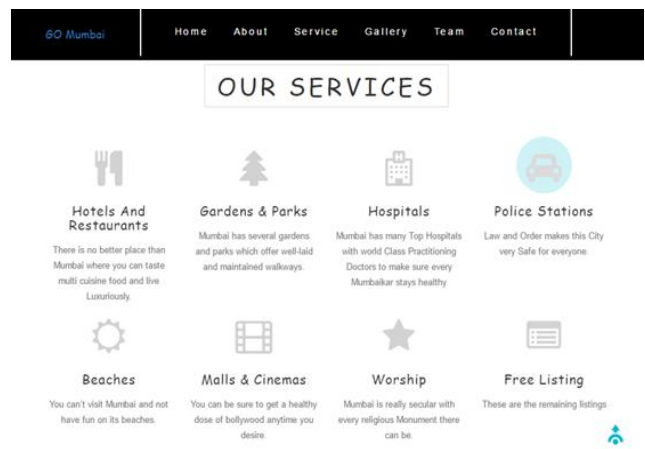 GO Mumbai
Home About Service Gallery Team Contact
OUR SERVICES
H
Hotels And
Restaurants
There is no better place than
Mumbai where you can taste
multi cuisine food and live
Luxuriously.
Gardens & Parks
Mumbai has several gardens
and parks which offer well-laid
and maintained walkways.
Hospitals
Mumbai has many Top Hospitals
with world Class Practitioning
Doctors to make sure every
Mumbaikar stays healthy
Police Stations
Law and Order makes this City
very Safe for everyone.
Beaches
You can't visit Mumbai and not
have fun on its beaches.
Malls & Cinemas
You can be sure to get a healthy
dose of bollywood anytime you
desire.
Worship
Mumbai is really secular with
every religious Monument there
can be.
Free Listing
These are the remaining listings